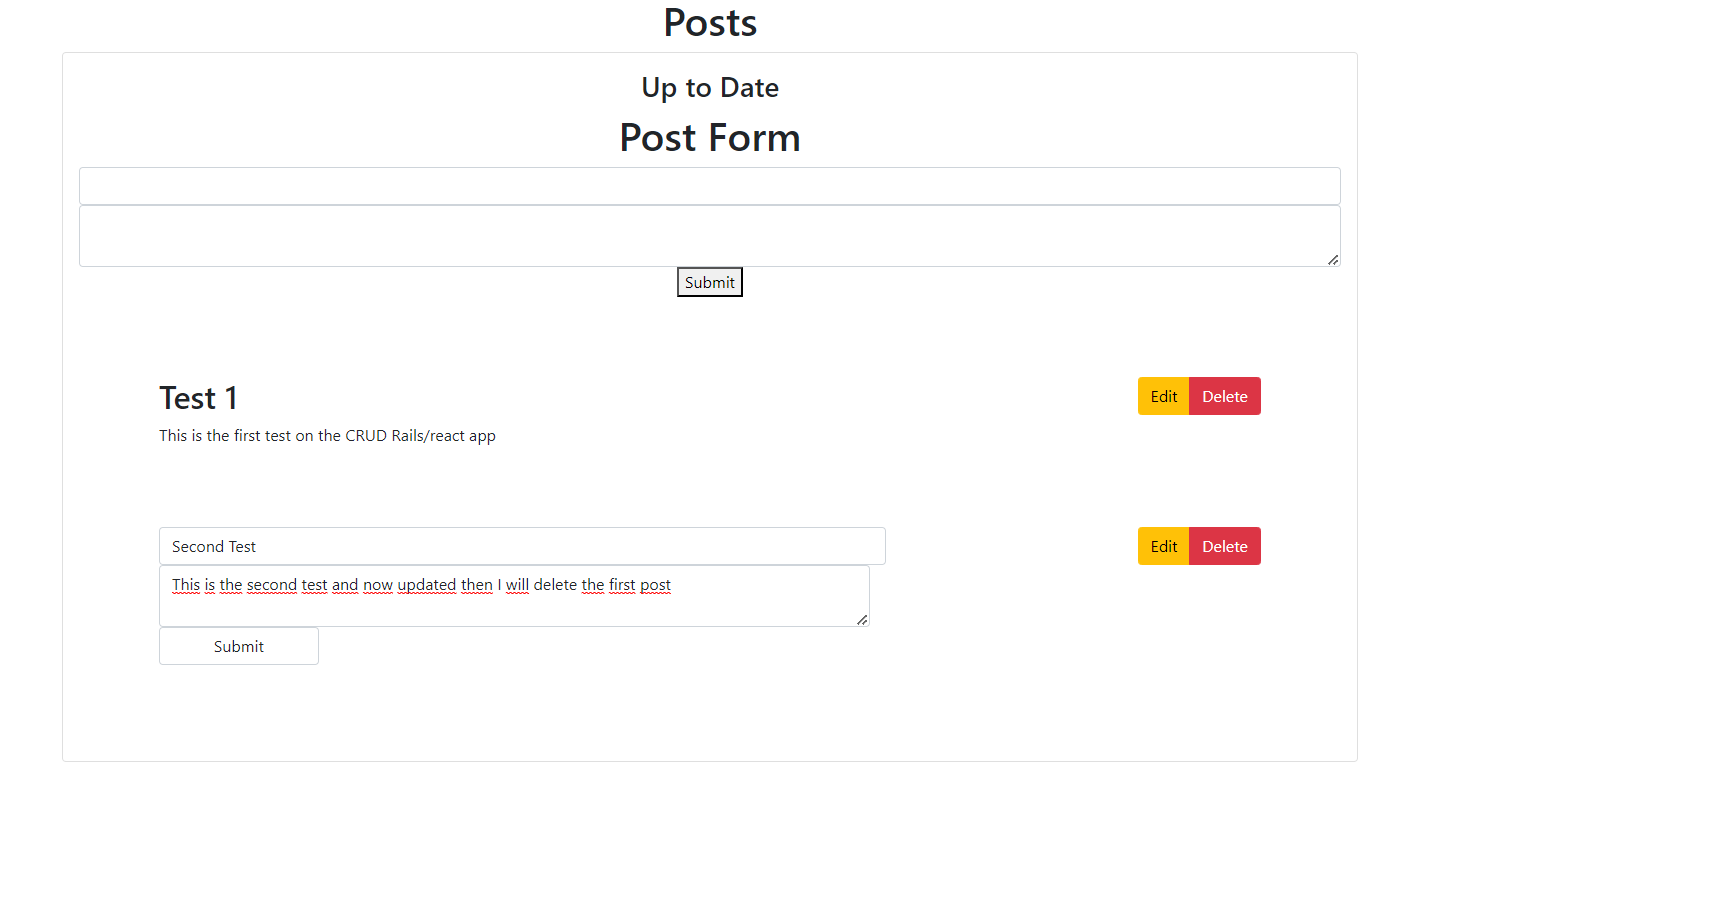 Posts
Up to Date
Post Form
Submit
Test 1
Edit Delete
This is the first test on the CRUD Rails/react app
Second Test
Edit Delete
This is the second test and now updated then I will delete the first post
Submit